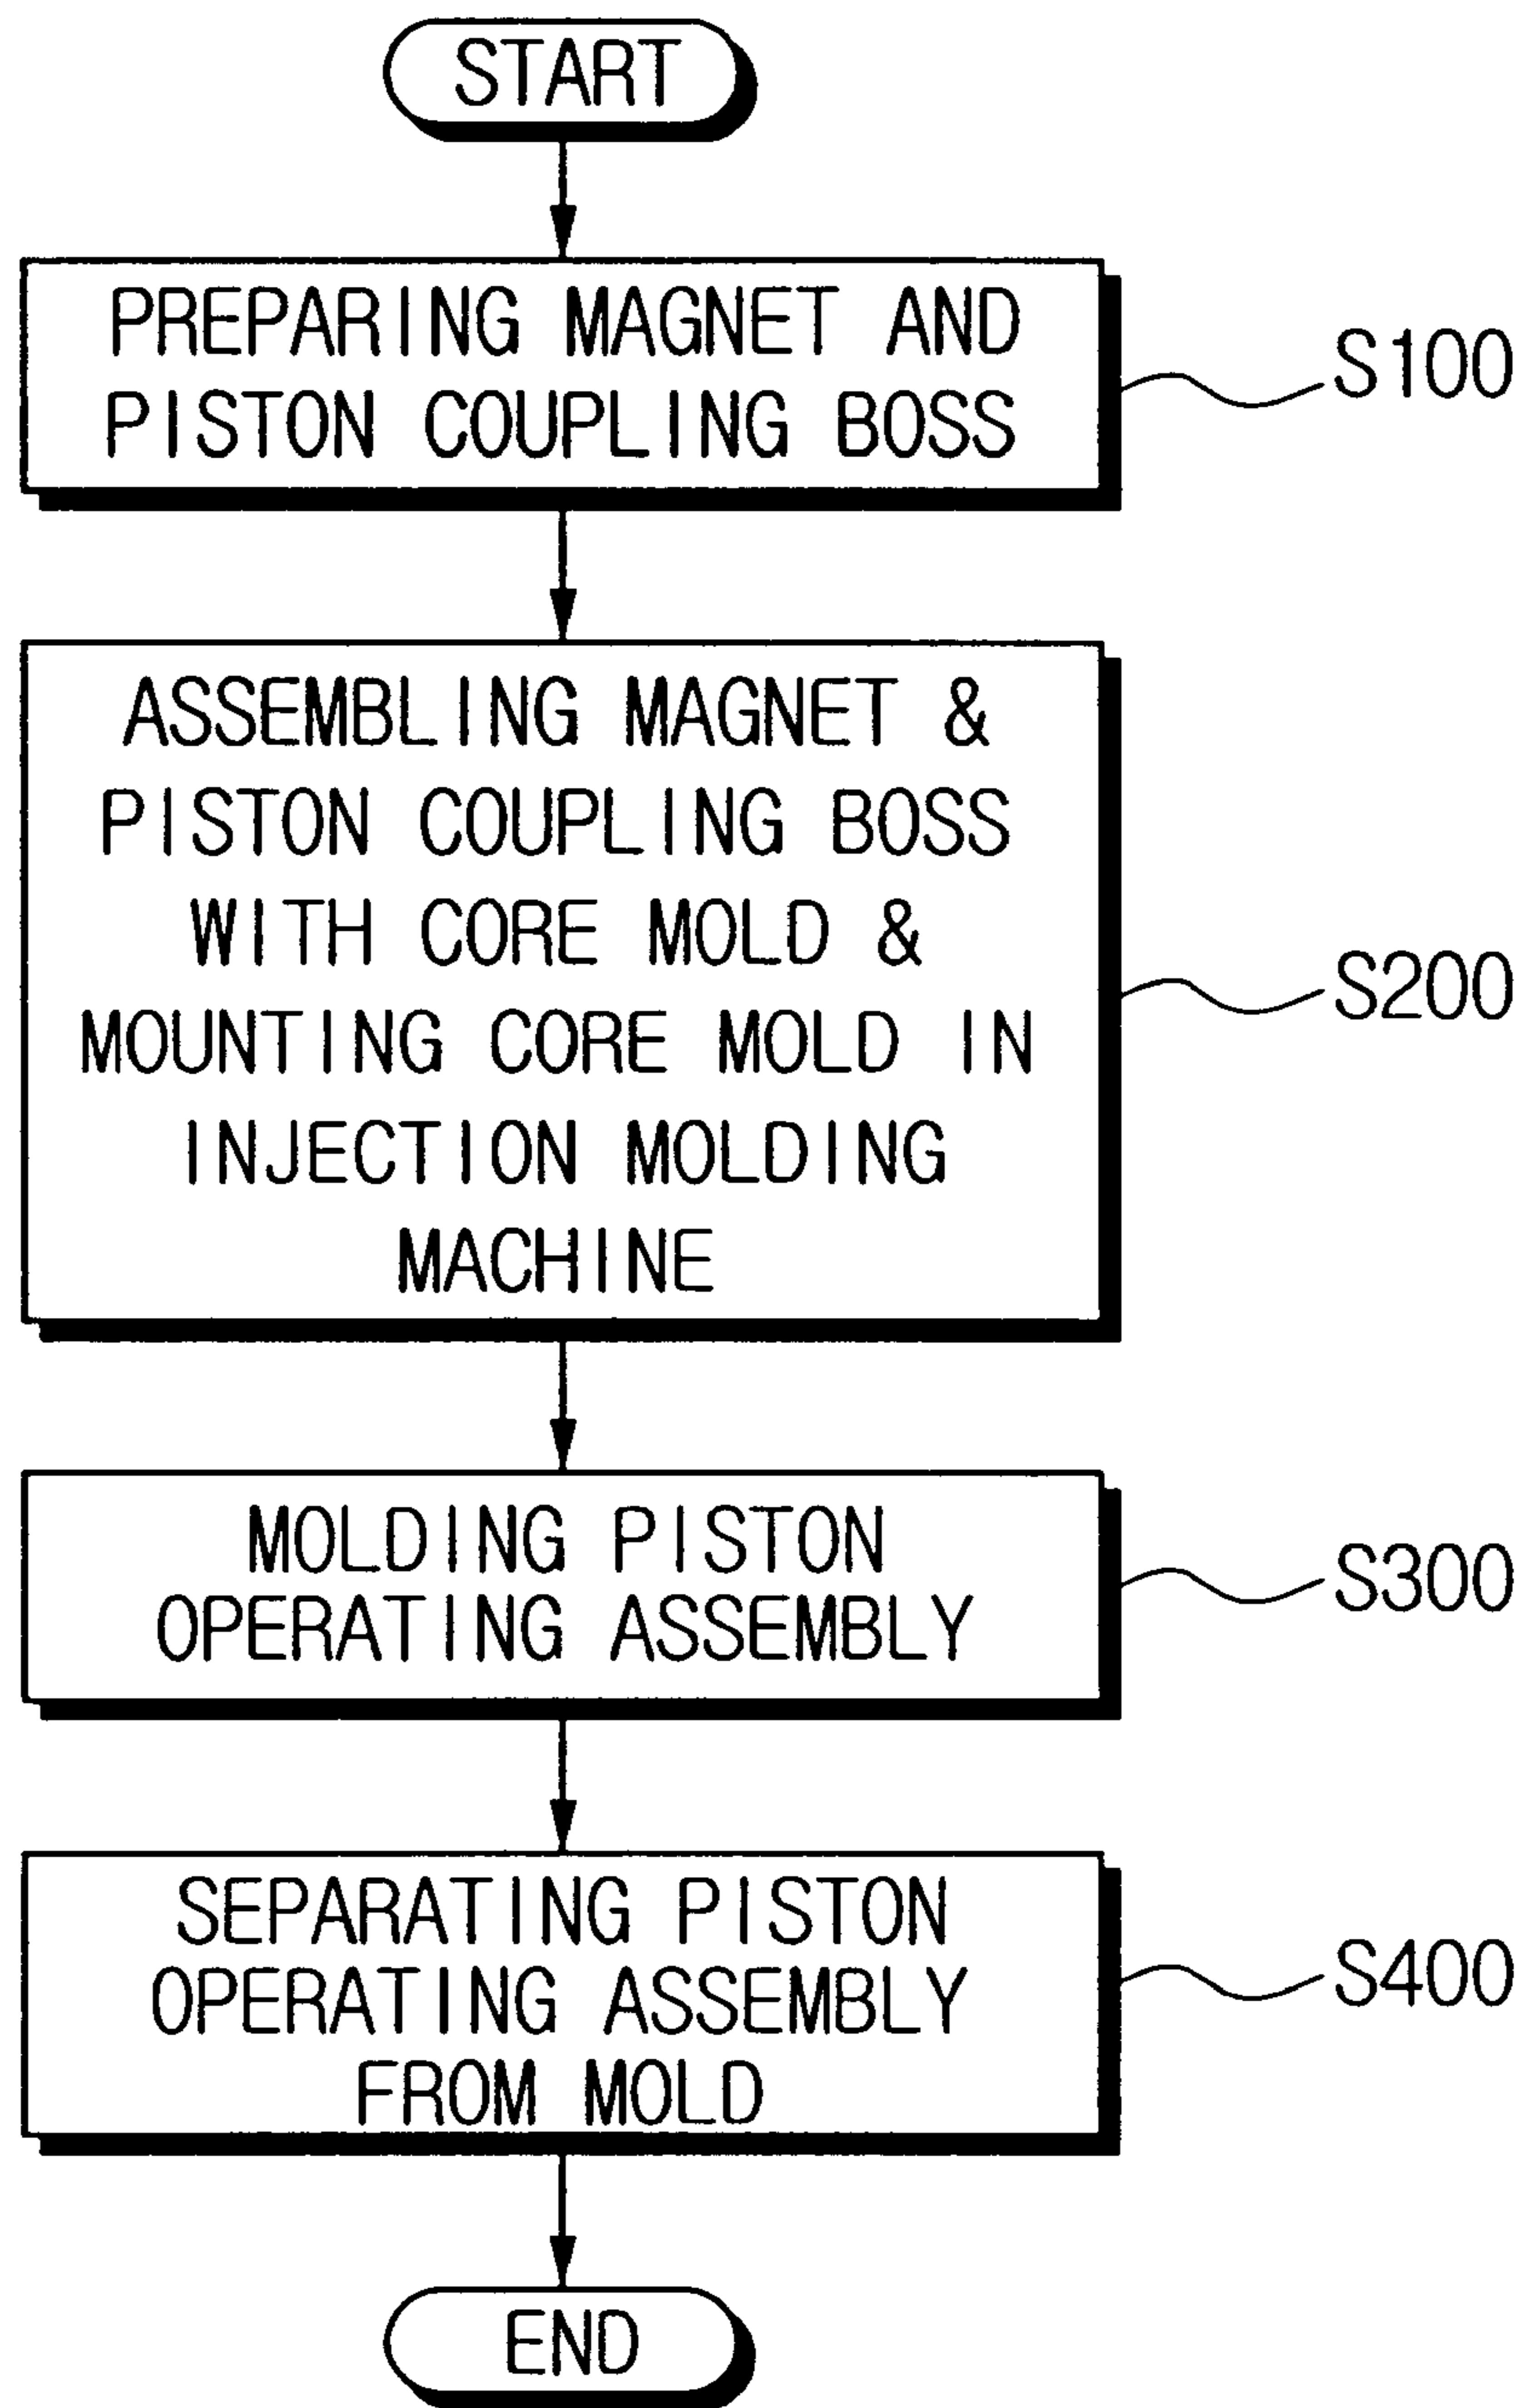 START
PREPARING MAGNET AND
PISTON COUPLING BOSS
S100
ASSEMBLING MAGNET &
PISTON COUPLING BOSS
WITH CORE MOLD &
MOUNTING CORE MOLD IN
INJECTION MOLDING
MACHINE
S200
MOLDING PISTON
OPERATING ASSEMBLY
S300
SEPARATING PISTON
OPERATING ASSEMBLY
FROM MOLD
S400
END